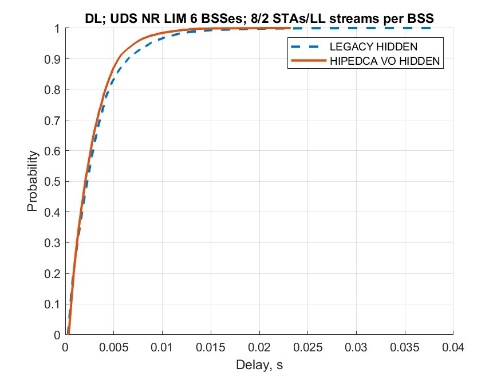 DL; UDS NR LIM 6 BSSes; 8/2 STAs/LL streams per BSS
LEGACY HIDDEN
HIPEDCA VO HIDDEN
Probability
1
0.9
0.8
0.7
0.6
0.5
0.4
0.3
0.2
0.1
0
0 0.005 0.01 0.015 0.02 0.025 0.03 0.035 0.04
Delay, s